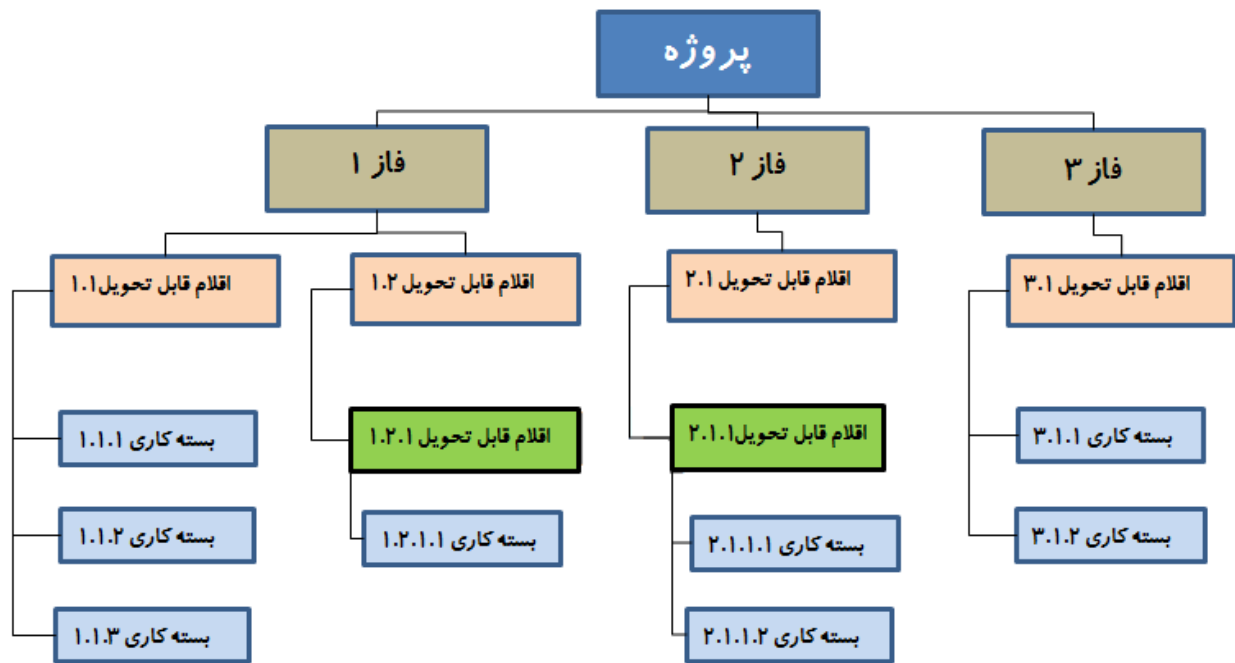 پروژه
فاز ۱
فاز ۲
فاز ۳
اقلام قابل تحویل۱.۱
اقلام قابل تحویل ۱.۲
اقلام قابل تحویل ۲.۱
اقلام قابل تحویل ۳.۱
بسته کاری ۱.۱.۱
اقلام قابل تحویل ۱.۲.۱
اقلام قابل تحویل۲.۱.۱
بسته کاری ۳.۱.۱
بسته کاری ۱.۱.۲
بسته کاری ۱.۲.۱.۱
بسته کاری ۲.۱.۱.۱
بسته کاری ۳.۱.۲
بسته کاری ۱.۱.۳
بسته کاری ۲.۱.۱.۲